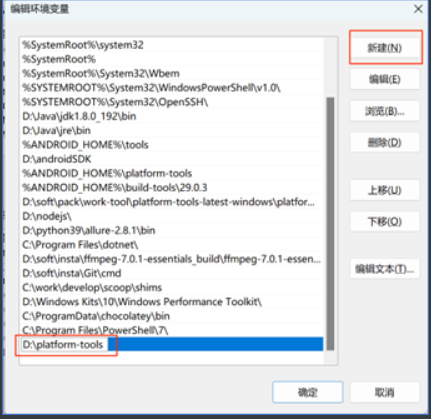 编辑环境变量
%SystemRoot%\system32
%SystemRoot%
%SystemRoot%\System32\Wbem
%SYSTEMROOT%\System32\WindowsPowerShell\v1.0\
%SYSTEMROOT%\System32\OpenSSH\
D:\Java\jdk1.8.0_192\bin
D:\Java\jre\bin
%ANDROID_HOME%\tools
D:\androidSDK
%ANDROID_HOME%\platform-tools
%ANDROID_HOME%\build-tools\29.0.3
D:\soft\pack\work-tool\platform-tools-latest-windows\platfor...
D:\nodejs\
D:\python39\allure-2.8.1\bin
C:\Program Files\dotnet\
D:\soft\insta\ffmpeg-7.0.1-essentials_build\ffmpeg-7.0.1-essen...
D:\soft\insta\Git\cmd
C:\work\develop\scoop\shims
D:\Windows Kits\10\Windows Performance Toolkit\
C:\ProgramData\chocolatey\bin
C:\Program Files\PowerShell\7\
D:\platform-tools
新建(N)
编辑(E)
浏览(B)...
删除(D)
上移(U)
下移(O)
编辑文本(T)...
确定
取消